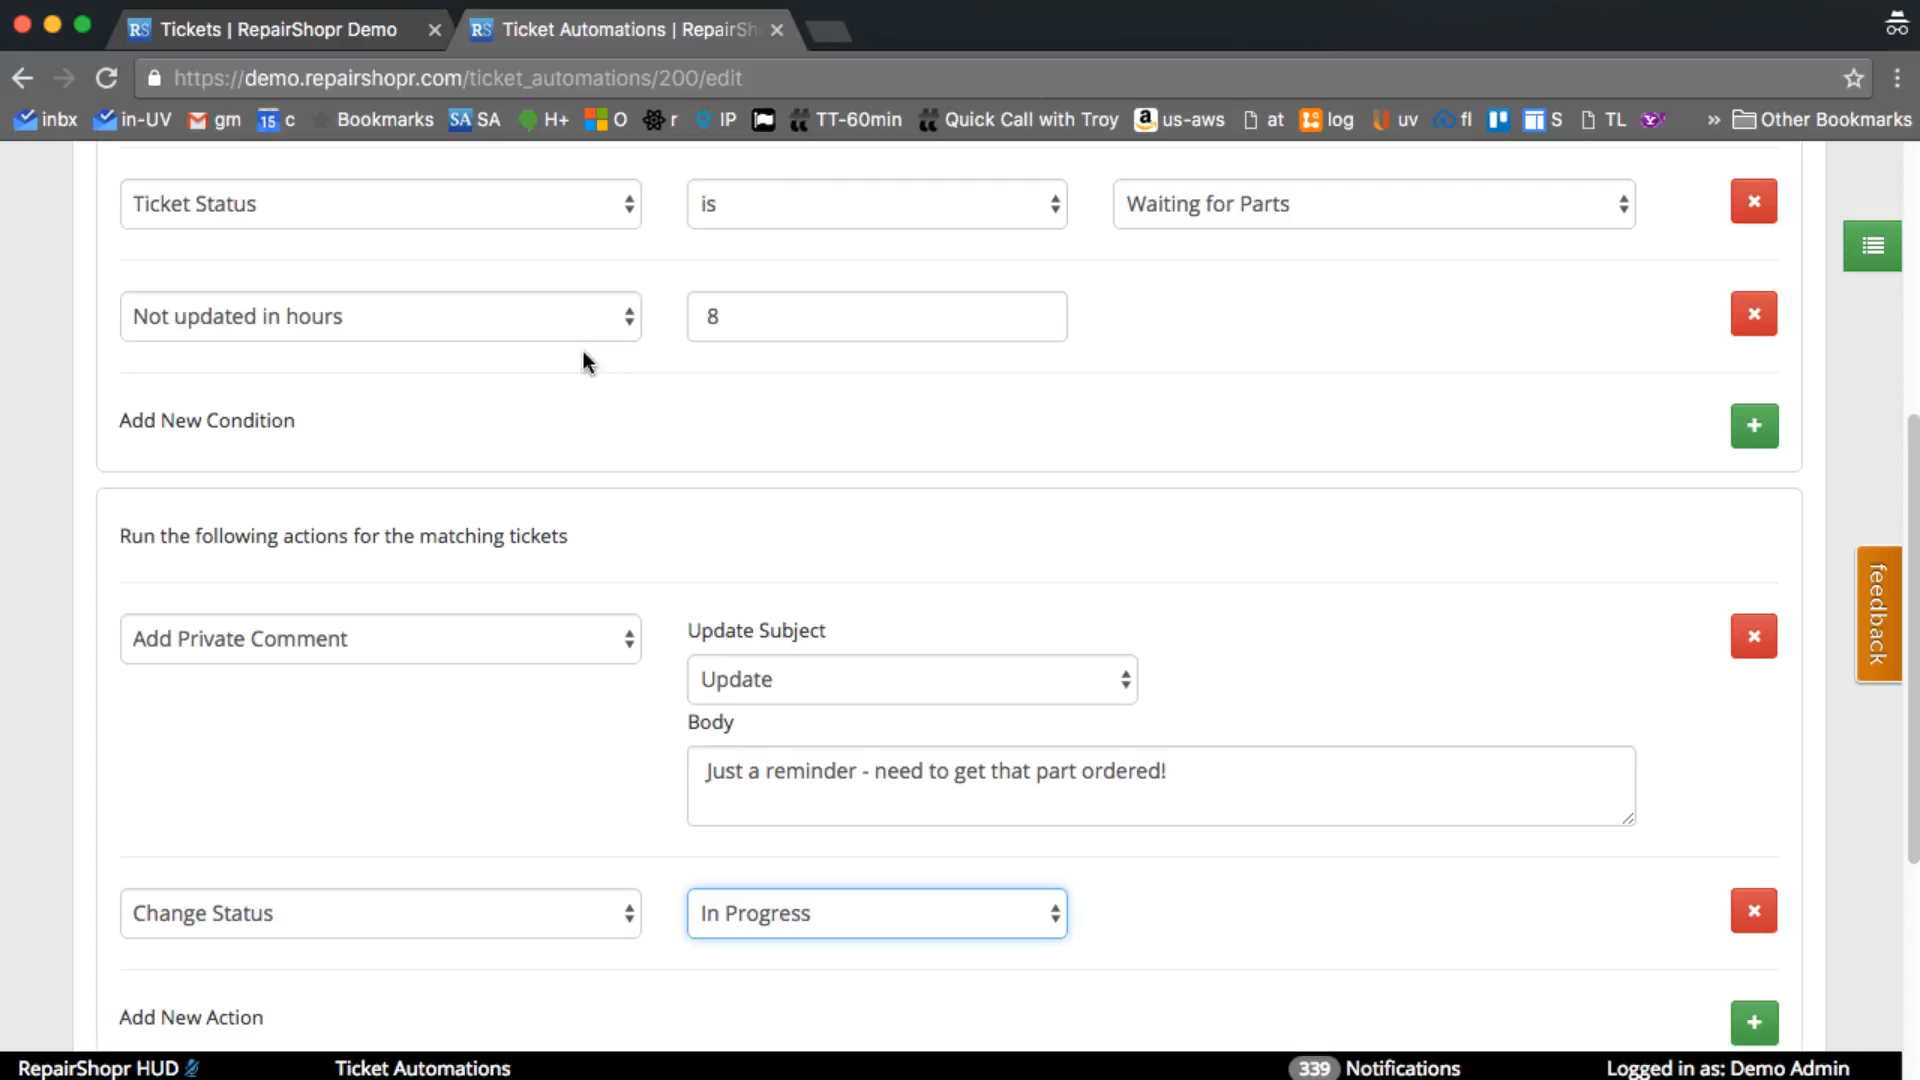 RS Tickets | RepairShopr Demo
RS Ticket Automations | RepairSh
https://demo.repairshopr.com/ticket_automations/200/edit
inbx in-UV gm 15 c Bookmarks SA SA H+ O r IP TT-60min Quick Call with Troy us-aws at log uv fl S TL » Other Bookmarks
Ticket Status is Waiting for Parts
Not updated in hours 8
Add New Condition
Run the following actions for the matching tickets
Add Private Comment
Update Subject
Update
Body
Just a reminder - need to get that part ordered!
Change Status In Progress
Add New Action
feedback
RepairShopr HUD Ticket Automations 339 Notifications Logged in as: Demo Admin